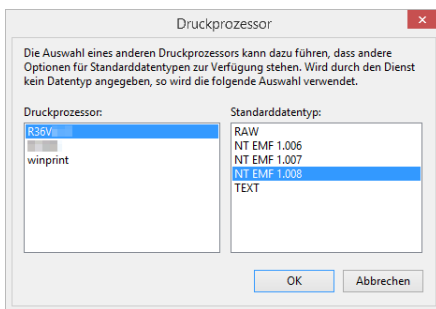 Druckprozessor
Die Auswahl eines anderen Druckprozessors kann dazu führen, dass andere
Optionen für Standarddatentypen zur Verfügung stehen. Wird durch den Dienst
kein Datentyp angegeben, so wird die folgende Auswahl verwendet.
Druckprozessor:
R36V
winprint
Standarddatentyp:
RAW
NT EMF 1.006
NT EMF 1.007
NT EMF 1.008
TEXT
OK
Abbrechen